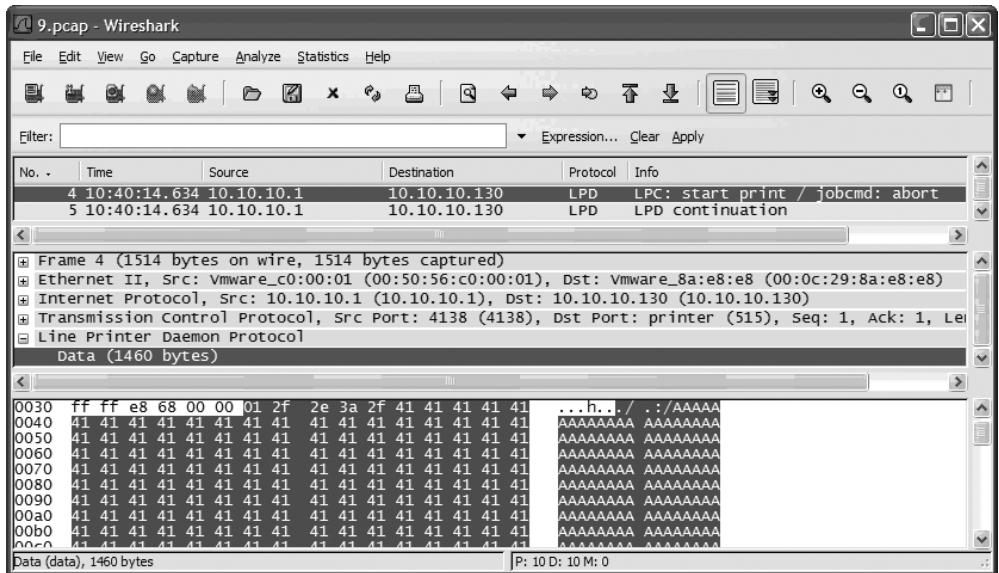 9.pcap - Wireshark
File Edit View Go Capture Analyze Statistics Help
Filter: Expression... Clear Apply
No. Time Source Destination Protocol Info
4 10:40:14.634 10.10.10.1 10.10.10.130 LPD LPC: start print / jobcmd: abort
5 10:40:14.634 10.10.10.1 10.10.10.130 LPD LPD continuation
Frame 4 (1514 bytes on wire, 1514 bytes captured)
Ethernet II, Src: Vmware_c0:00:01 (00:50:56:c0:00:01), Dst: Vmware_8a:e8:e8 (00:0c:29:8a:e8:e8)
Internet Protocol, Src: 10.10.10.1 (10.10.10.1), Dst: 10.10.10.130 (10.10.10.130)
Transmission Control Protocol, Src Port: 4138 (4138), Dst Port: printer (515), Seq: 1, Ack: 1, Le
Line Printer Daemon Protocol
Data (1460 bytes)
0030 ff ff e8 68 00 00 01 2f 2e 3a 2f 41 41 41 41 41 ...h.../ .:/AAAAA
0040 41 41 41 41 41 41 41 41 41 41 41 41 41 41 41 41 AAAAAAAA AAAAAAAA
0050 41 41 41 41 41 41 41 41 41 41 41 41 41 41 41 41 AAAAAAAA AAAAAAAA
0060 41 41 41 41 41 41 41 41 41 41 41 41 41 41 41 41 AAAAAAAA AAAAAAAA
0070 41 41 41 41 41 41 41 41 41 41 41 41 41 41 41 41 AAAAAAAA AAAAAAAA
0080 41 41 41 41 41 41 41 41 41 41 41 41 41 41 41 41 AAAAAAAA AAAAAAAA
0090 41 41 41 41 41 41 41 41 41 41 41 41 41 41 41 41 AAAAAAAA AAAAAAAA
00a0 41 41 41 41 41 41 41 41 41 41 41 41 41 41 41 41 AAAAAAAA AAAAAAAA
00b0 41 41 41 41 41 41 41 41 41 41 41 41 41 41 41 41 AAAAAAAA AAAAAAAA
Data (data), 1460 bytes P: 10 D: 10 M: 0